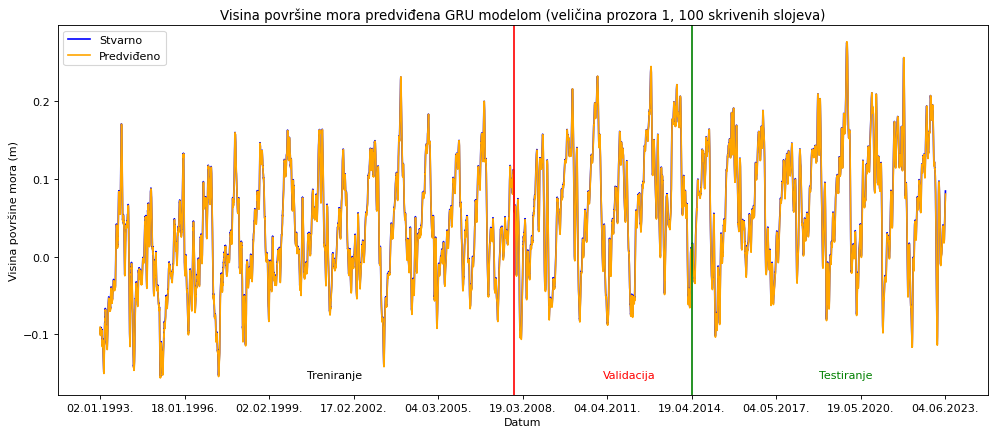 Visina površine mora predviđena GRU modelom (veličina prozora 1, 100 skrivenih slojeva)
Stvarno
Predviđeno
Visina površine mora (m)
0.2
0.1
0.0
−0.1
Treniranje
Validacija
Testiranje
02.01.1993. 18.01.1996. 02.02.1999. 17.02.2002. 04.03.2005. 19.03.2008. 04.04.2011. 19.04.2014. 04.05.2017. 19.05.2020. 04.06.2023.
Datum